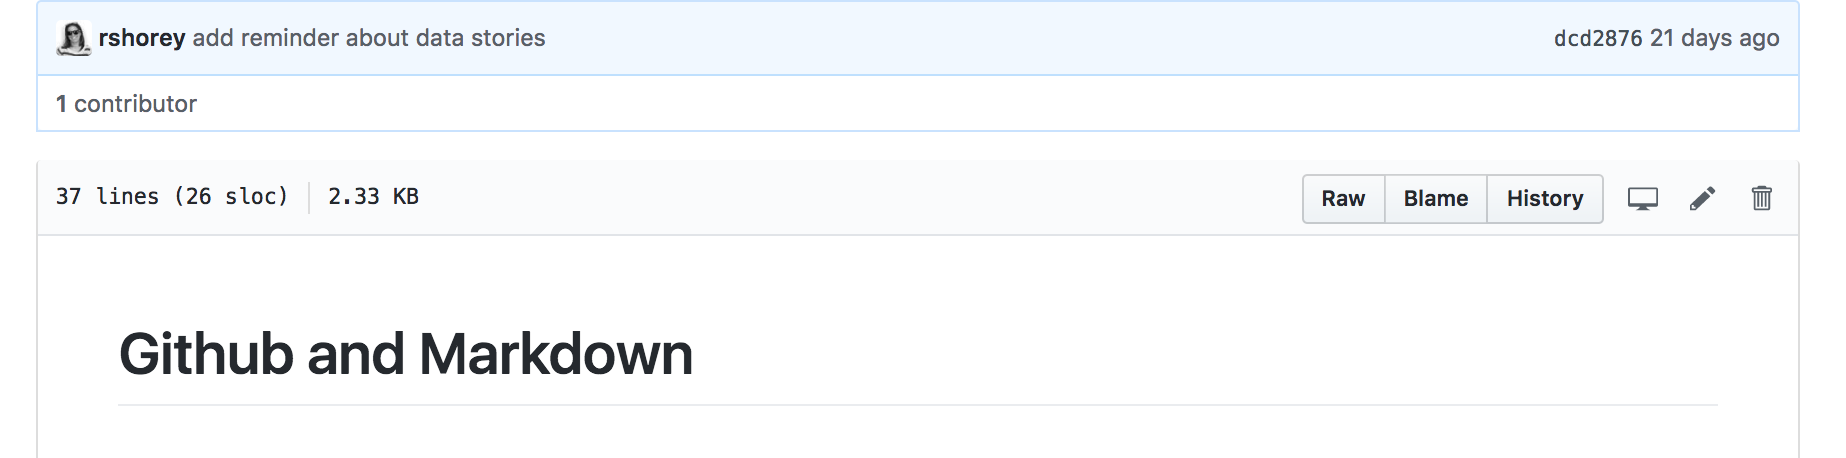 rshorey add reminder about data stories dcd2876 21 days ago
1 contributor
37 lines (26 sloc) 2.33 KB Raw Blame History
Github and Markdown